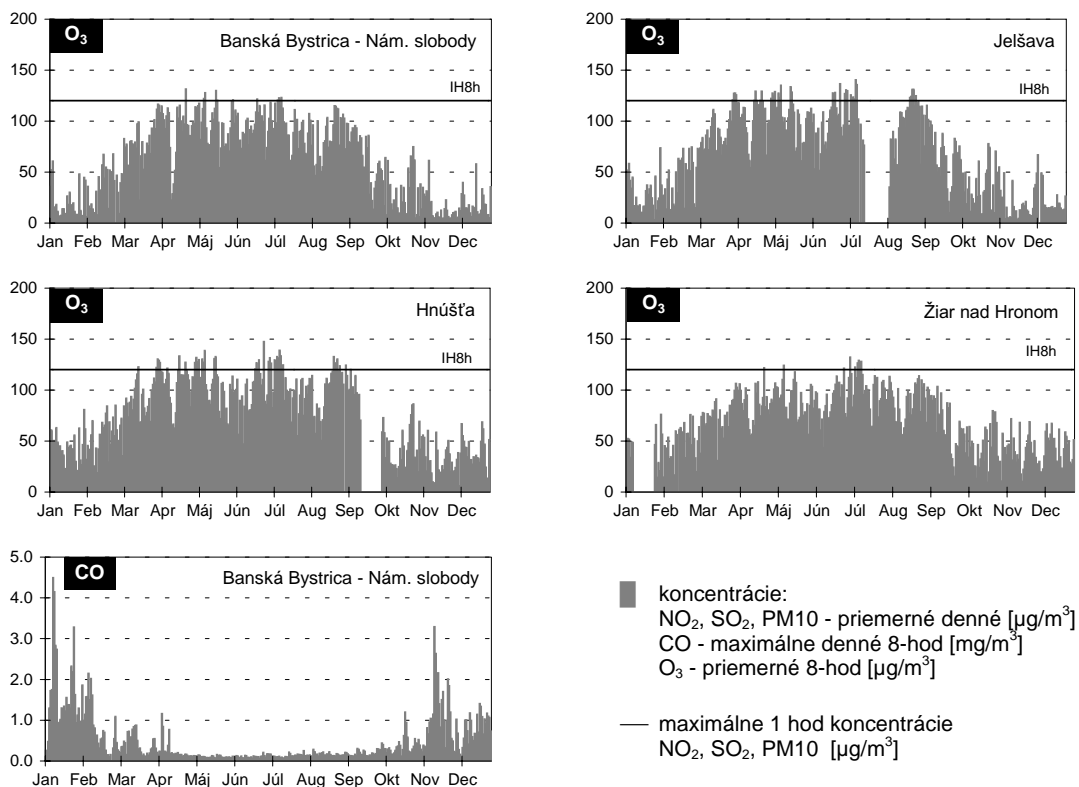 O3
Banská Bystrica - Nám. slobody
200
150
100
50
0
IH8h
Jan Feb Mar Apr Máj Jún Júl Aug Sep Okt Nov Dec
O3
Jelšava
200
150
100
50
0
IH8h
Jan Feb Mar Apr Máj Jún Júl Aug Sep Okt Nov Dec
O3
Hnúšťa
200
150
100
50
0
IH8h
Jan Feb Mar Apr Máj Jún Júl Aug Sep Okt Nov Dec
O3
Žiar nad Hronom
200
150
100
50
0
IH8h
Jan Feb Mar Apr Máj Jún Júl Aug Sep Okt Nov Dec
CO
Banská Bystrica - Nám. slobody
5.0
4.0
3.0
2.0
1.0
0.0
Jan Feb Mar Apr Máj Jún Júl Aug Sep Okt Nov Dec
koncentrácie:
NO2, SO2, PM10 - priemerné denné [µg/m3]
CO - maximálne denné 8-hod [mg/m3]
O3 - priemerné 8-hod [µg/m3]
maximálne 1 hod koncentrácie
NO2, SO2, PM10 [µg/m3]